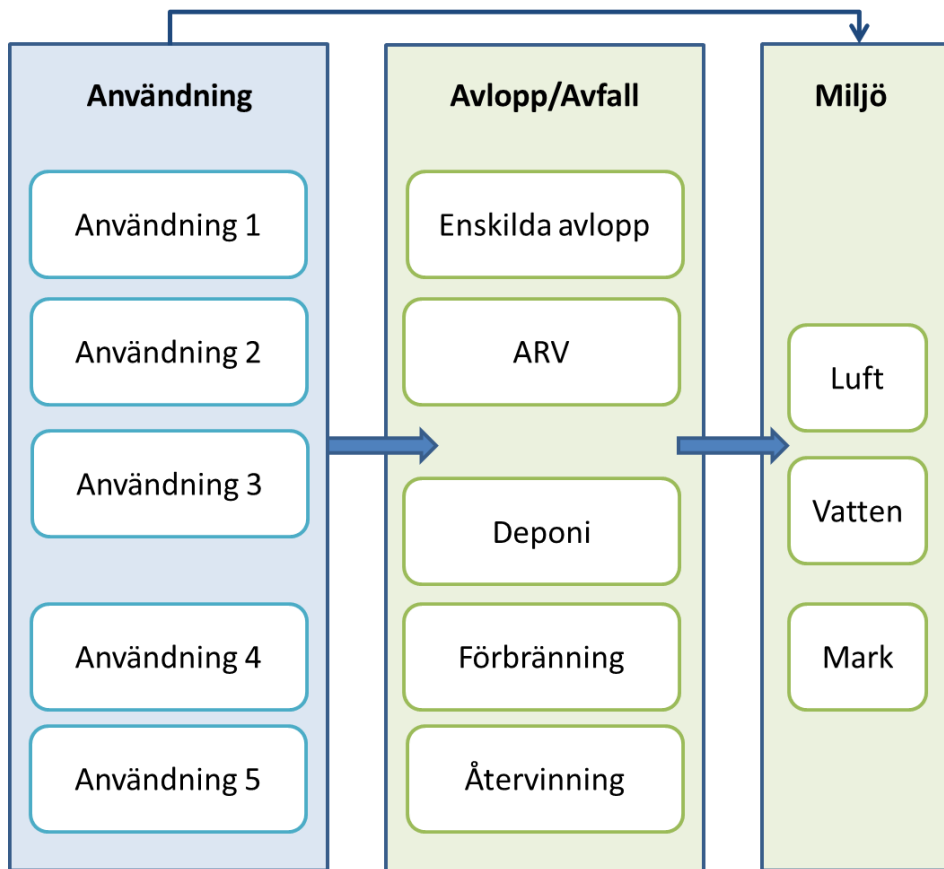 Användning
Användning 1
Användning 2
Användning 3
Användning 4
Användning 5
Avlopp/Avfall
Enskilda avlopp
ARV
Deponi
Förbränning
Återvinning
Miljö
Luft
Vatten
Mark